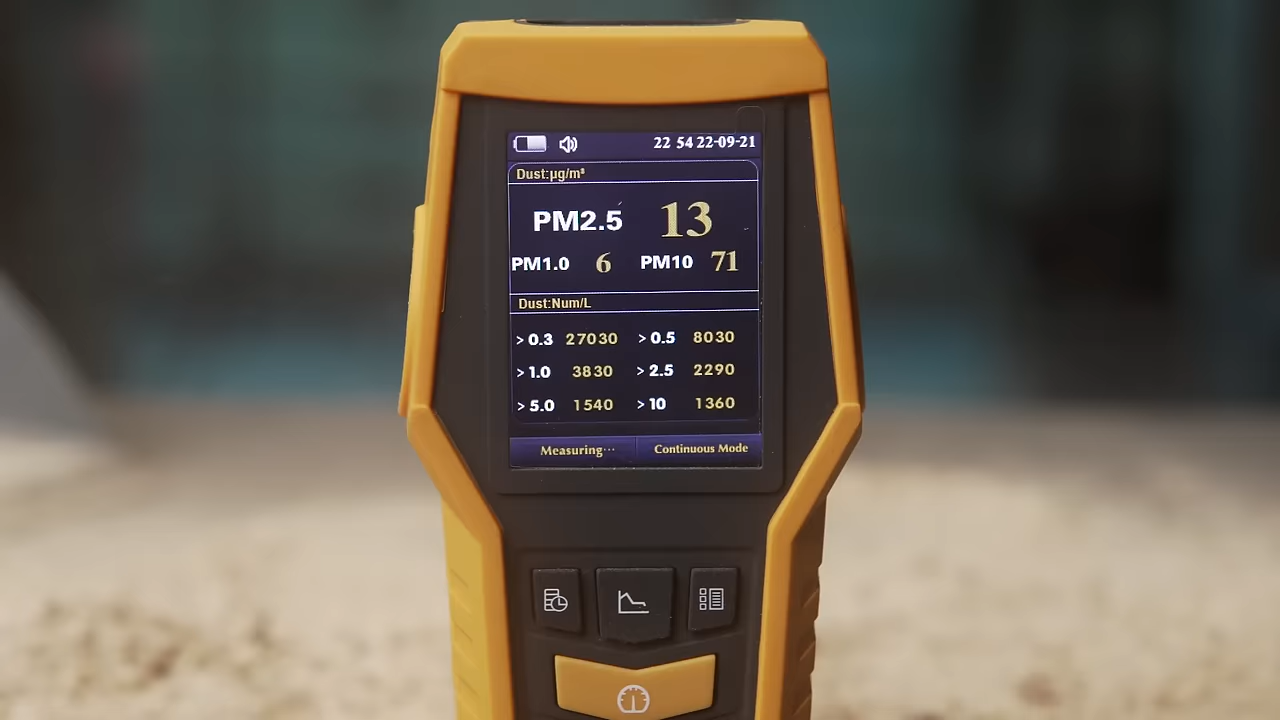 22 54 22-09-21
Dust:µg/m³
PM2.5 13
PM1.0 6 PM10 71
Dust:Num/L
> 0.3 27030 > 0.5 8030
> 1.0 3830 > 2.5 2290
> 5.0 1540 > 10 1360
Measuring··· Continuous Mode